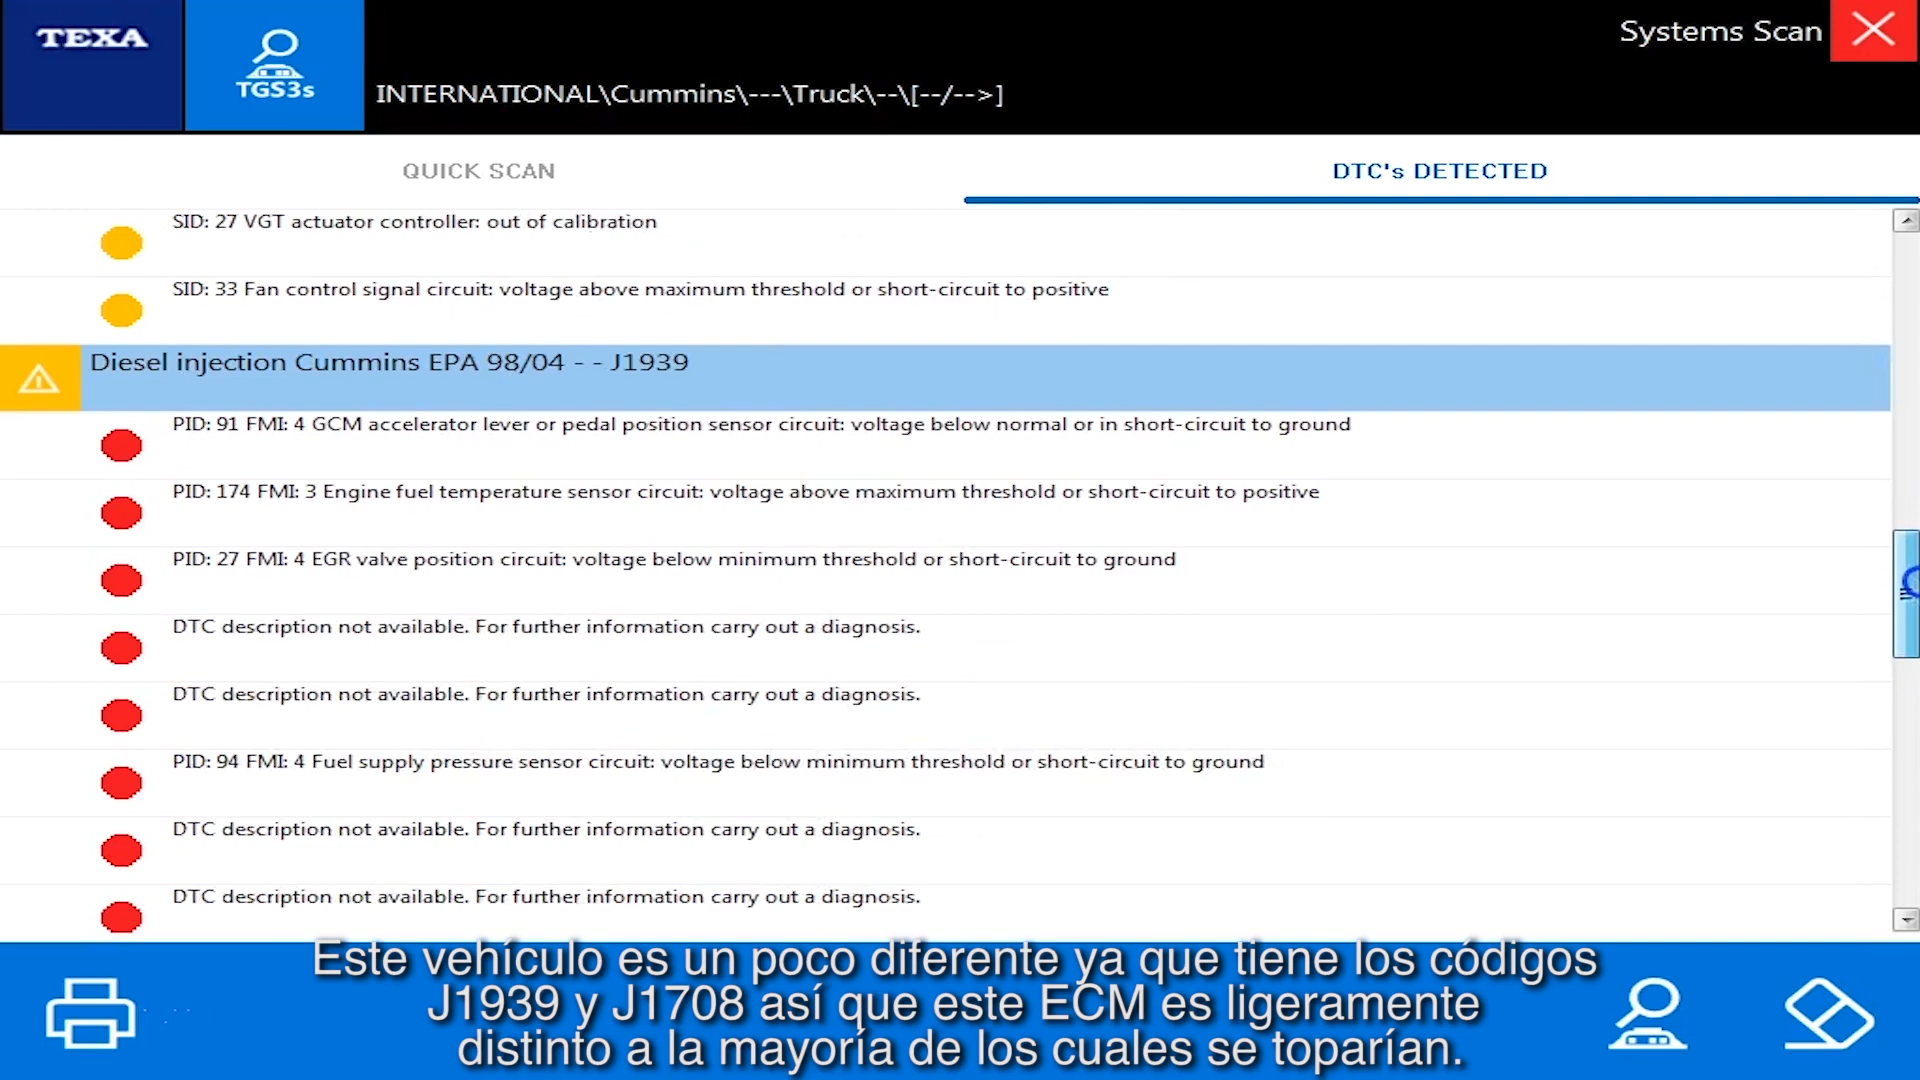 TEXA
TGS3s
INTERNATIONAL\Cummins\---\Truck\--\[--/-->]
Systems Scan
QUICK SCAN
DTC's DETECTED
SID: 27 VGT actuator controller: out of calibration
SID: 33 Fan control signal circuit: voltage above maximum threshold or short-circuit to positive
Diesel injection Cummins EPA 98/04 - - J1939
PID: 91 FMI: 4 GCM accelerator lever or pedal position sensor circuit: voltage below normal or in short-circuit to ground
PID: 174 FMI: 3 Engine fuel temperature sensor circuit: voltage above maximum threshold or short-circuit to positive
PID: 27 FMI: 4 EGR valve position circuit: voltage below minimum threshold or short-circuit to ground
DTC description not available. For further information carry out a diagnosis.
DTC description not available. For further information carry out a diagnosis.
PID: 94 FMI: 4 Fuel supply pressure sensor circuit: voltage below minimum threshold or short-circuit to ground
DTC description not available. For further information carry out a diagnosis.
DTC description not available. For further information carry out a diagnosis.
Este vehículo es un poco diferente ya que tiene los códigos
J1939 y J1708 así que este ECM es ligeramente
distinto a la mayoría de los cuales se toparían.